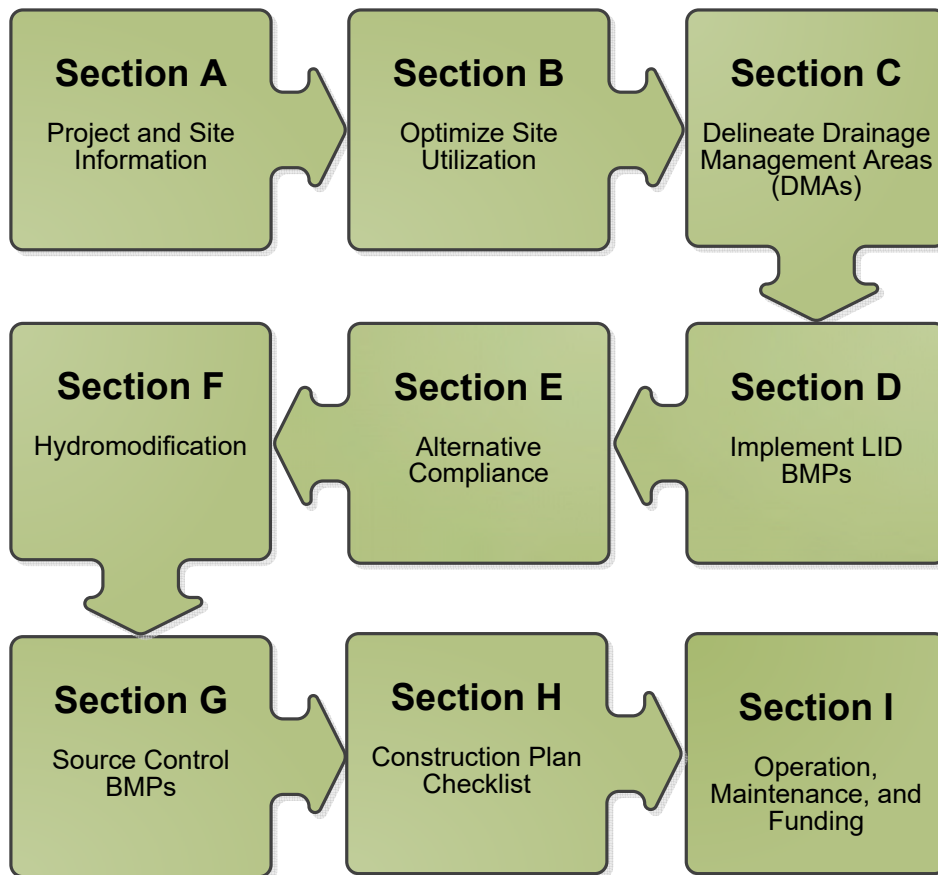 Section A
Project and Site
Information
Section B
Optimize Site
Utilization
Section C
Delineate Drainage
Management Areas
(DMAs)
Section D
Implement LID
BMPs
Section E
Alternative
Compliance
Section F
Hydromodification
Section G
Source Control
BMPs
Section H
Construction Plan
Checklist
Section I
Operation,
Maintenance, and
Funding